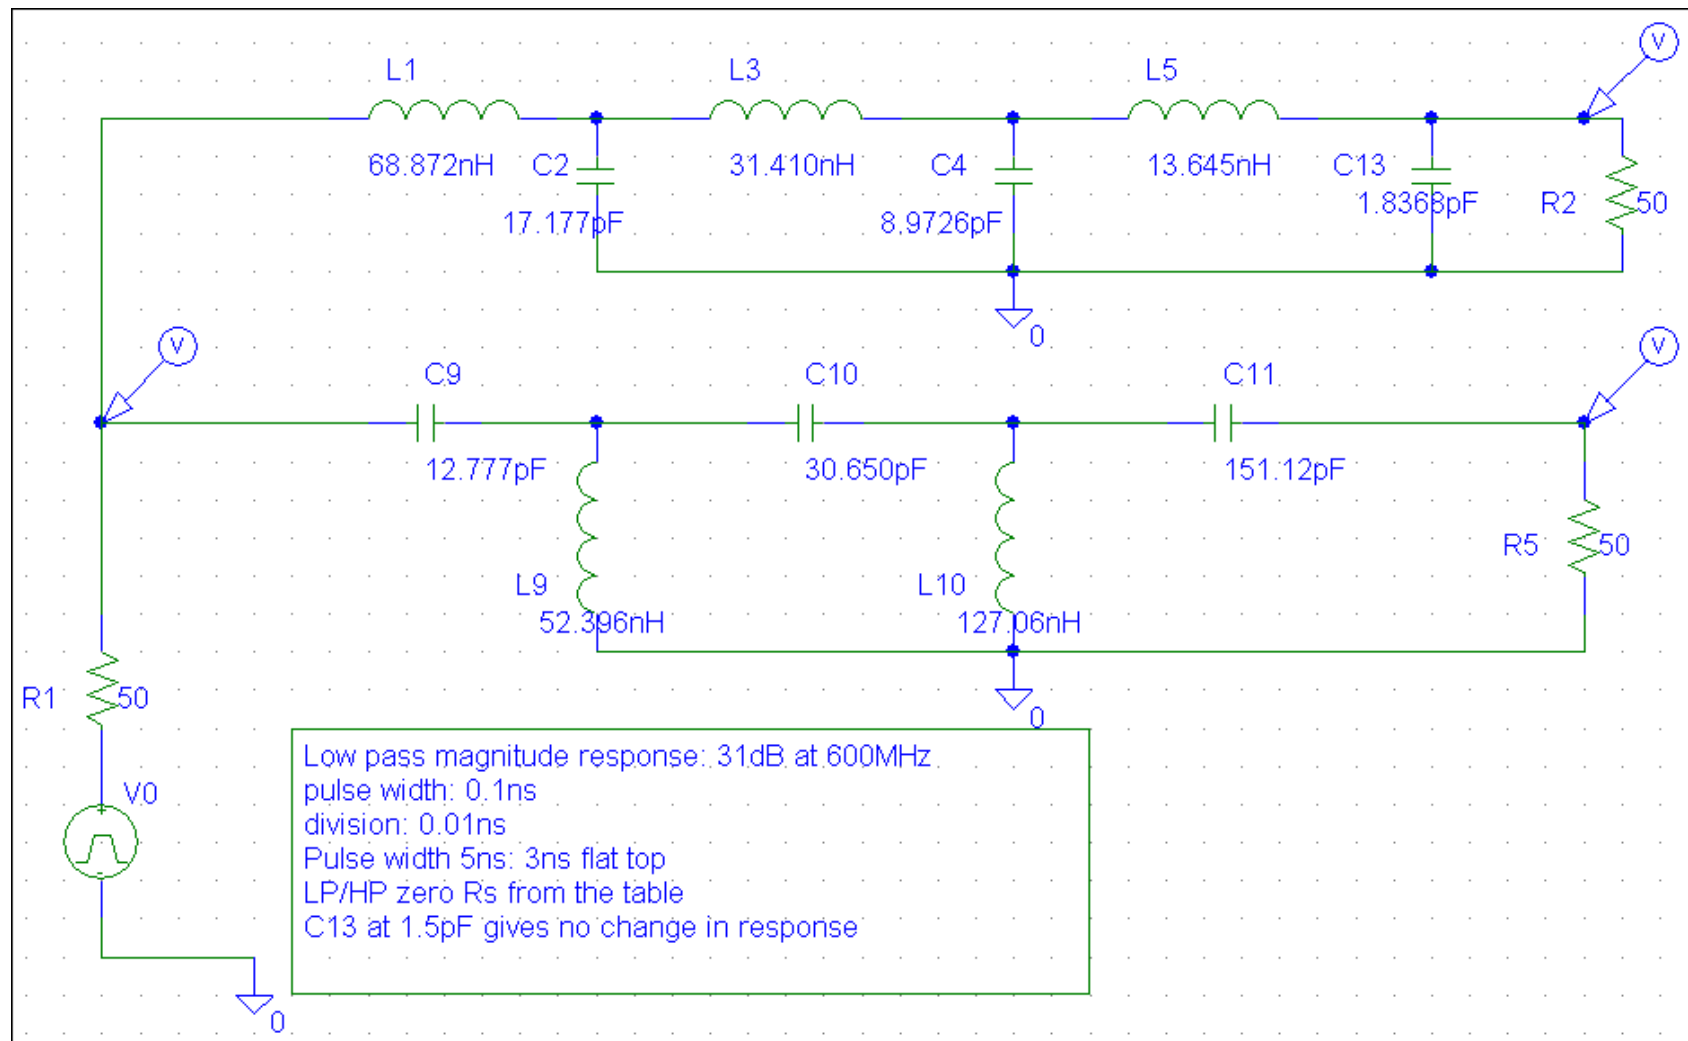 V
L1
L3
L5
68.872nH
C2
31.410nH
C4
13.645nH
C13
17.177pF
8.9726pF
1.8368pF
R2
50
0
V
V
C9
C10
C11
12.777pF
30.650pF
151.12pF
L9
L10
R5
50
52.396nH
127.06nH
R1
50
0
V0
Low pass magnitude response: 31dB at 600MHz
pulse width: 0.1ns
division: 0.01ns
Pulse width 5ns: 3ns flat top
LP/HP zero Rs from the table
C13 at 1.5pF gives no change in response
0